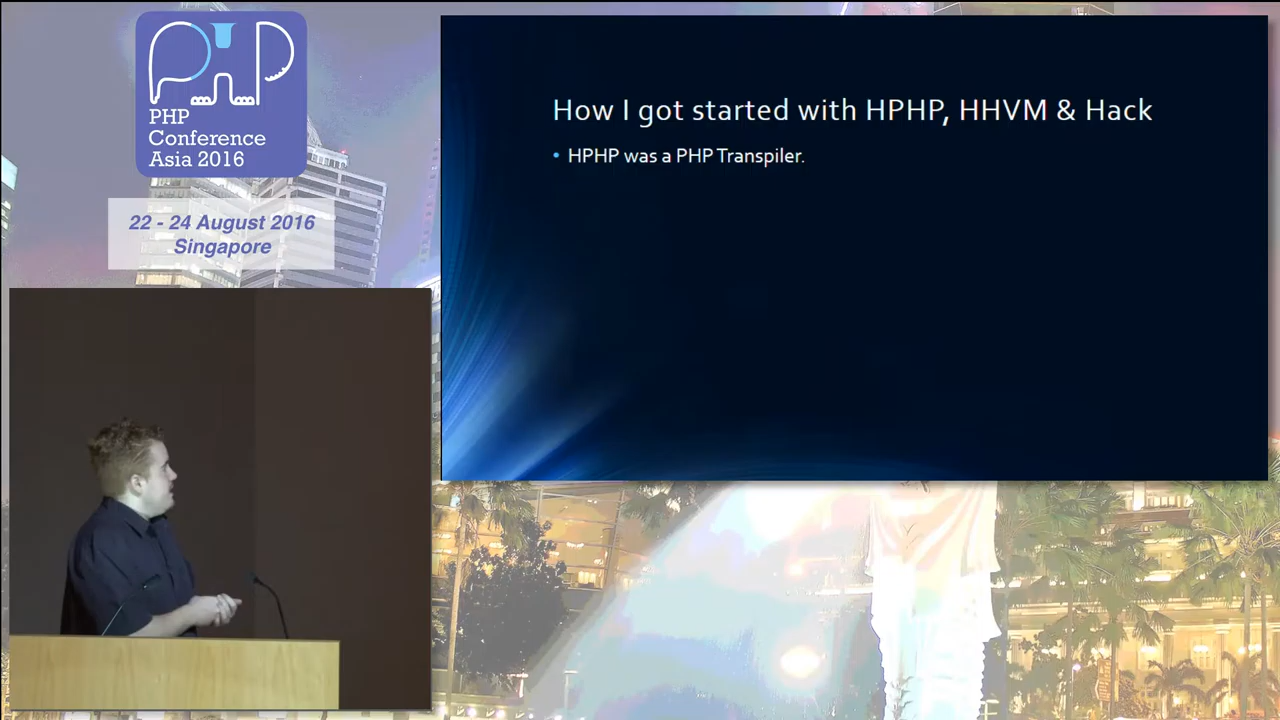 PHP
Conference
Asia 2016
22 - 24 August 2016
Singapore
How I got started with HPHP, HHVM & Hack
• HPHP was a PHP Transpiler.